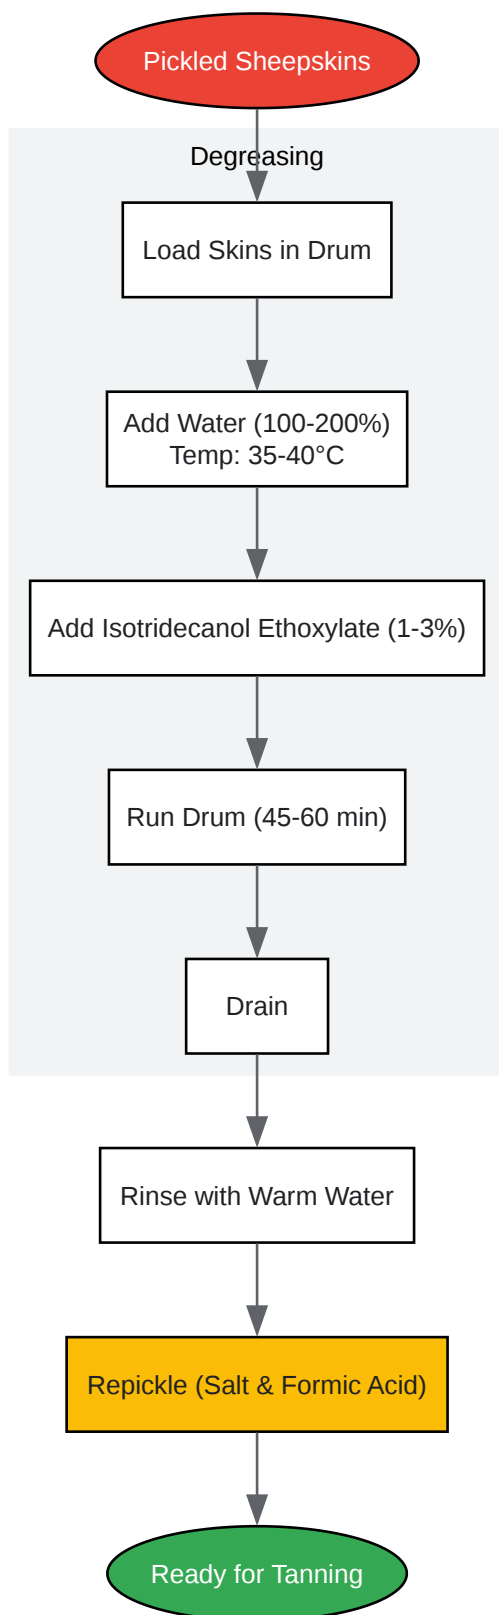 Pickled Sheepskins
Degreasing
Load Skins in Drum
Add Water (100-200%)
Temp: 35-40°C
Add Isotridecanol Ethoxylate (1-3%)
Run Drum (45-60 min)
Drain
Rinse with Warm Water
Repickle (Salt & Formic Acid)
Ready for Tanning